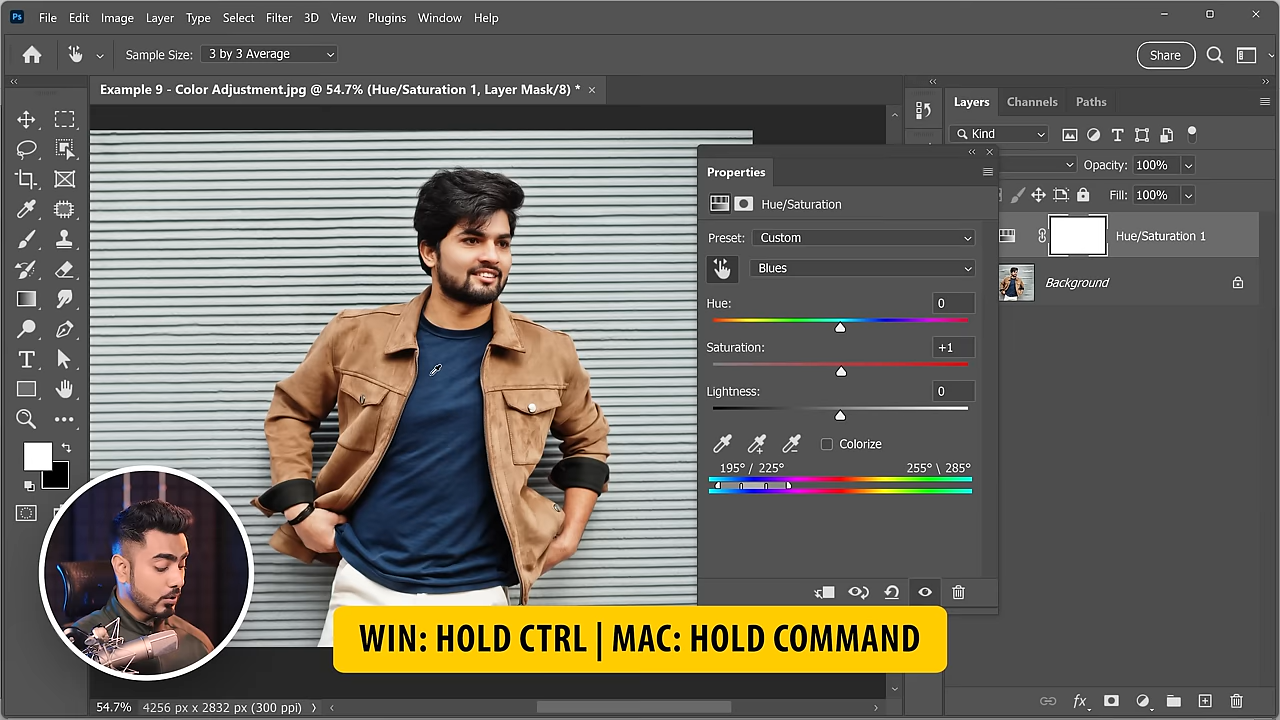 Ps File Edit Image Layer Type Select Filter 3D View Plugins Window Help
Sample Size: 3 by 3 Average Share
Example 9 - Color Adjustment.jpg @ 54.7% (Hue/Saturation 1, Layer Mask/8) * ×
Layers Channels Paths
Kind
Opacity: 100%
Fill: 100%
Hue/Saturation 1
Background
Properties
Hue/Saturation
Preset: Custom
Blues
Hue: 0
Saturation: +1
Lightness: 0
Colorize
195° / 225° 255° \ 285°
WIN: HOLD CTRL | MAC: HOLD COMMAND
54.7% 4256 px x 2832 px (300 ppi)
fx